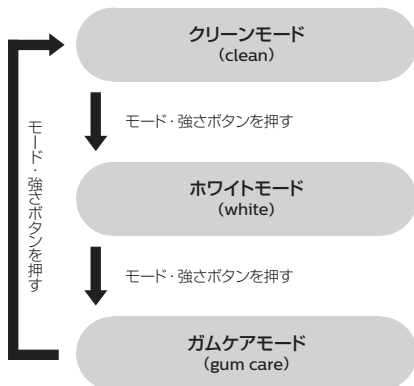 クリーンモード
(clean)
モード・強さボタンを押す
モード・強さボタンを押す
ホワイトモード
(white)
モード・強さボタンを押す
ガムケアモード
(gum care)